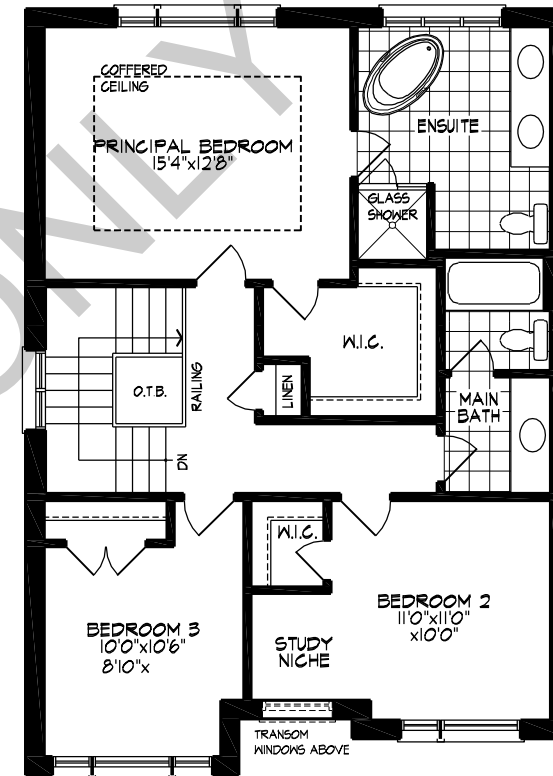 COFFERED
CEILING
PRINCIPAL BEDROOM
15'4"x12'8"
ENSUITE
GLASS
SHOWER
W.I.C.
O.T.B.
RAILING
LINEN
MAIN
BATH
DN
W.I.C.
BEDROOM 2
11'0"x11'0"
x10'0"
BEDROOM 3
10'0"x10'6"
8'10"x
STUDY
NICHE
TRANSOM
WINDOWS ABOVE
ONLY